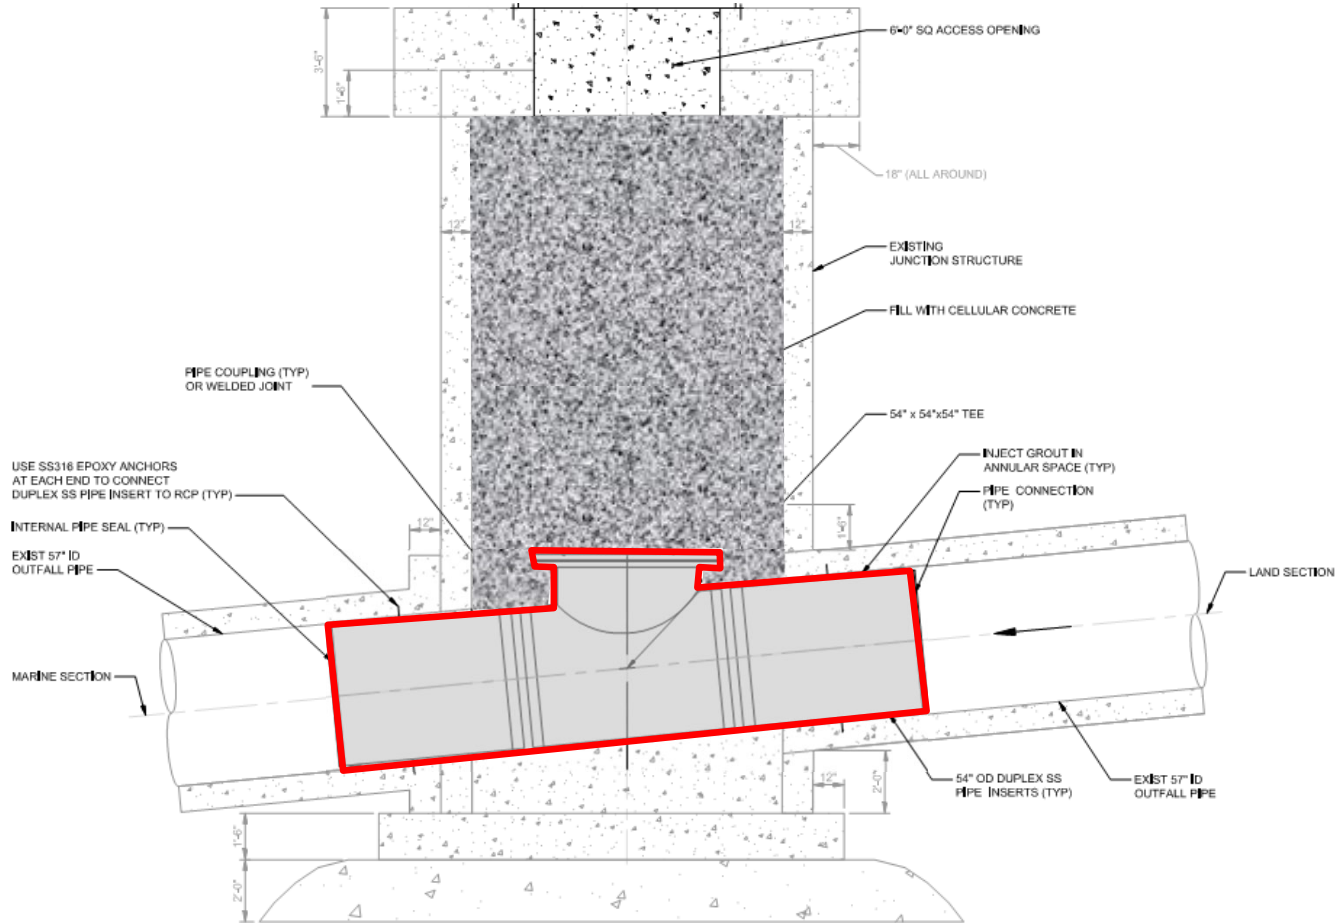 6'-0" SQ ACCESS OPENING
3'-6"
1'-6"
18" (ALL AROUND)
12"
12"
EXISTING
JUNCTION STRUCTURE
FILL WITH CELLULAR CONCRETE
PIPE COUPLING (TYP)
OR WELDED JOINT
54" x 54"x54" TEE
INJECT GROUT IN
ANNULAR SPACE (TYP)
USE SS316 EPOXY ANCHORS
AT EACH END TO CONNECT
DUPLEX SS PIPE INSERT TO RCP (TYP)
PIPE CONNECTION
(TYP)
INTERNAL PIPE SEAL (TYP)
12"
1'-6"
EXIST 57" ID
OUTFALL PIPE
LAND SECTION
MARINE SECTION
54" OD DUPLEX SS
PIPE INSERTS (TYP)
EXIST 57" ID
OUTFALL PIPE
12"
2'-0"
1'-6"
2'-0"